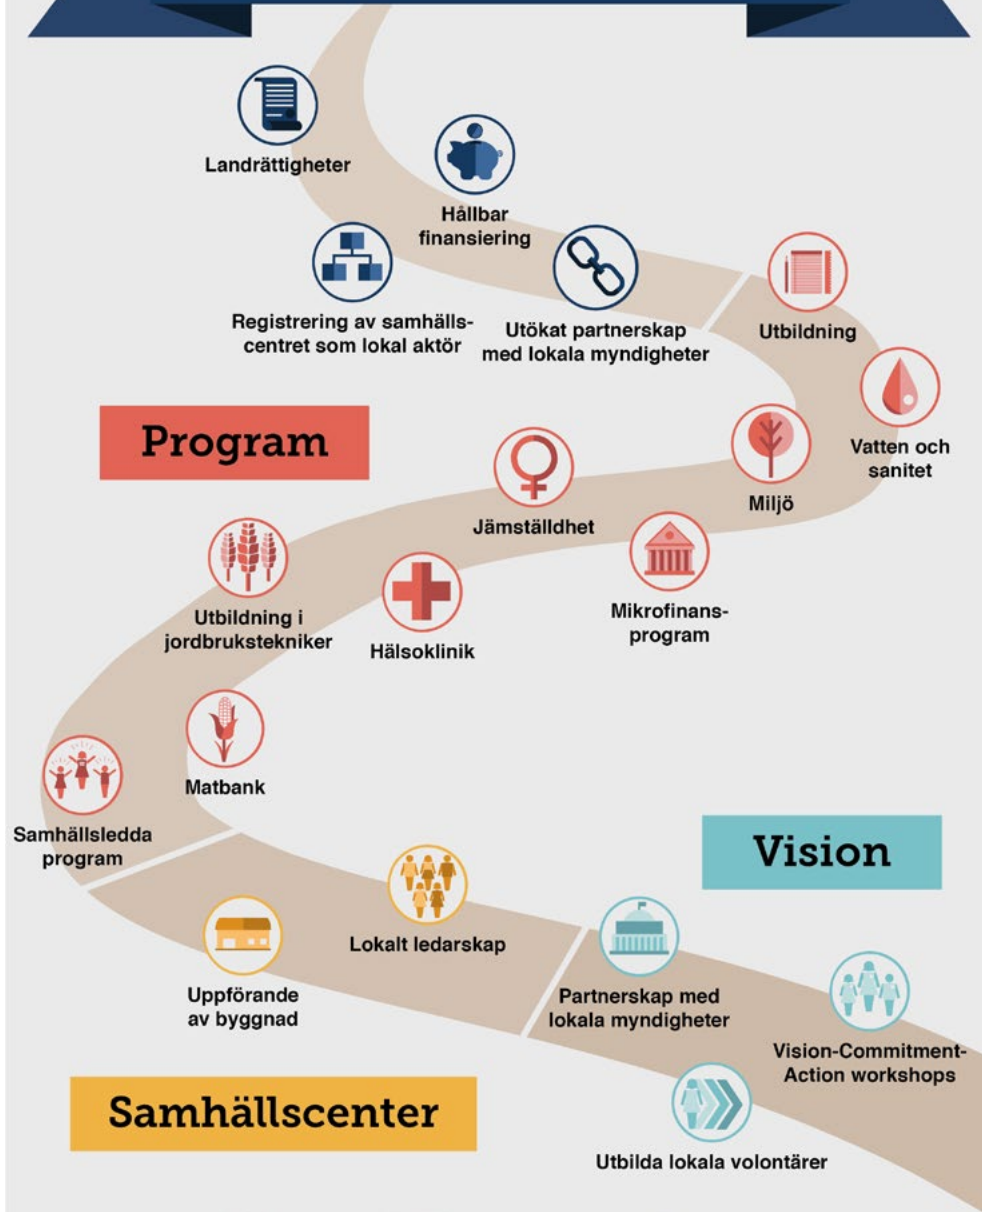 Landrättigheter
Hållbar
finansiering
Registrering av samhälls-
centret som lokal aktör
Utökat partnerskap
med lokala myndigheter
Utbildning
Program
Vatten och
sanitet
Miljö
Jämställdhet
Mikrofinans-
program
Utbildning i
jordbrukstekniker
Hälsoklinik
Matbank
Samhällsledda
program
Vision
Lokalt ledarskap
Uppförande
av byggnad
Partnerskap med
lokala myndigheter
Vision-Commitment-
Action workshops
Samhällscenter
Utbilda lokala volontärer